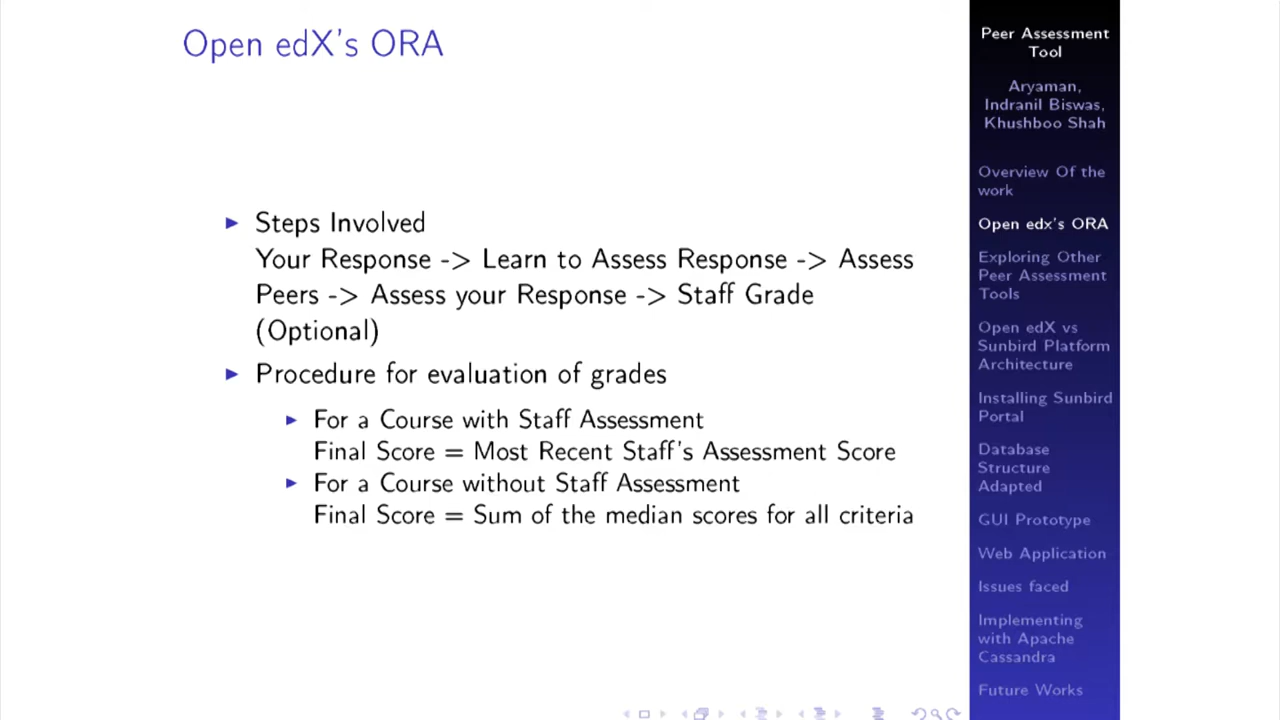 Open edX's ORA
▶ Steps Involved
Your Response -> Learn to Assess Response -> Assess
Peers -> Assess your Response -> Staff Grade
(Optional)
▶ Procedure for evaluation of grades
▶ For a Course with Staff Assessment
Final Score = Most Recent Staff's Assessment Score
▶ For a Course without Staff Assessment
Final Score = Sum of the median scores for all criteria
Peer Assessment
Tool
Aryaman,
Indranil Biswas,
Khushboo Shah
Overview Of the
work
Open edx's ORA
Exploring Other
Peer Assessment
Tools
Open edX vs
Sunbird Platform
Architecture
Installing Sunbird
Portal
Database
Structure
Adapted
GUI Prototype
Web Application
Issues faced
Implementing
with Apache
Cassandra
Future Works